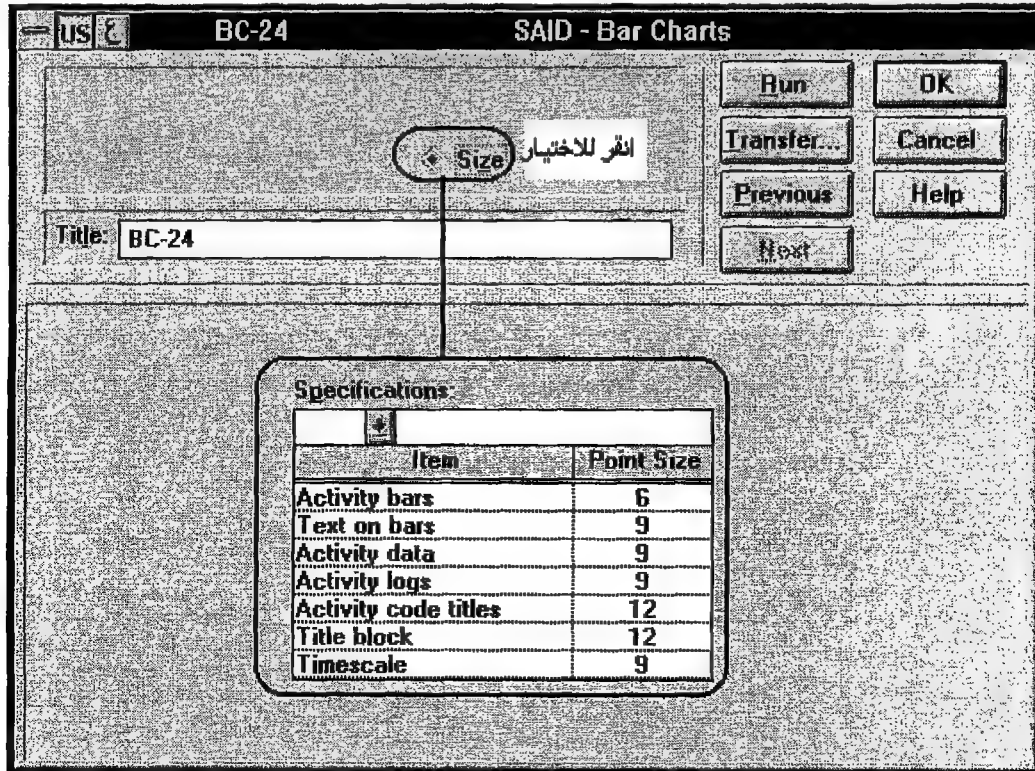 US ع BC-24 SAID - Bar Charts
Run OK
Size انقر للاختيار
Transfer... Cancel
Previous Help
Title: BC-24
Next
Specifications:
Item Point Size
Activity bars 6
Text on bars 9
Activity data 9
Activity logs 9
Activity code titles 12
Title block 12
Timescale 9